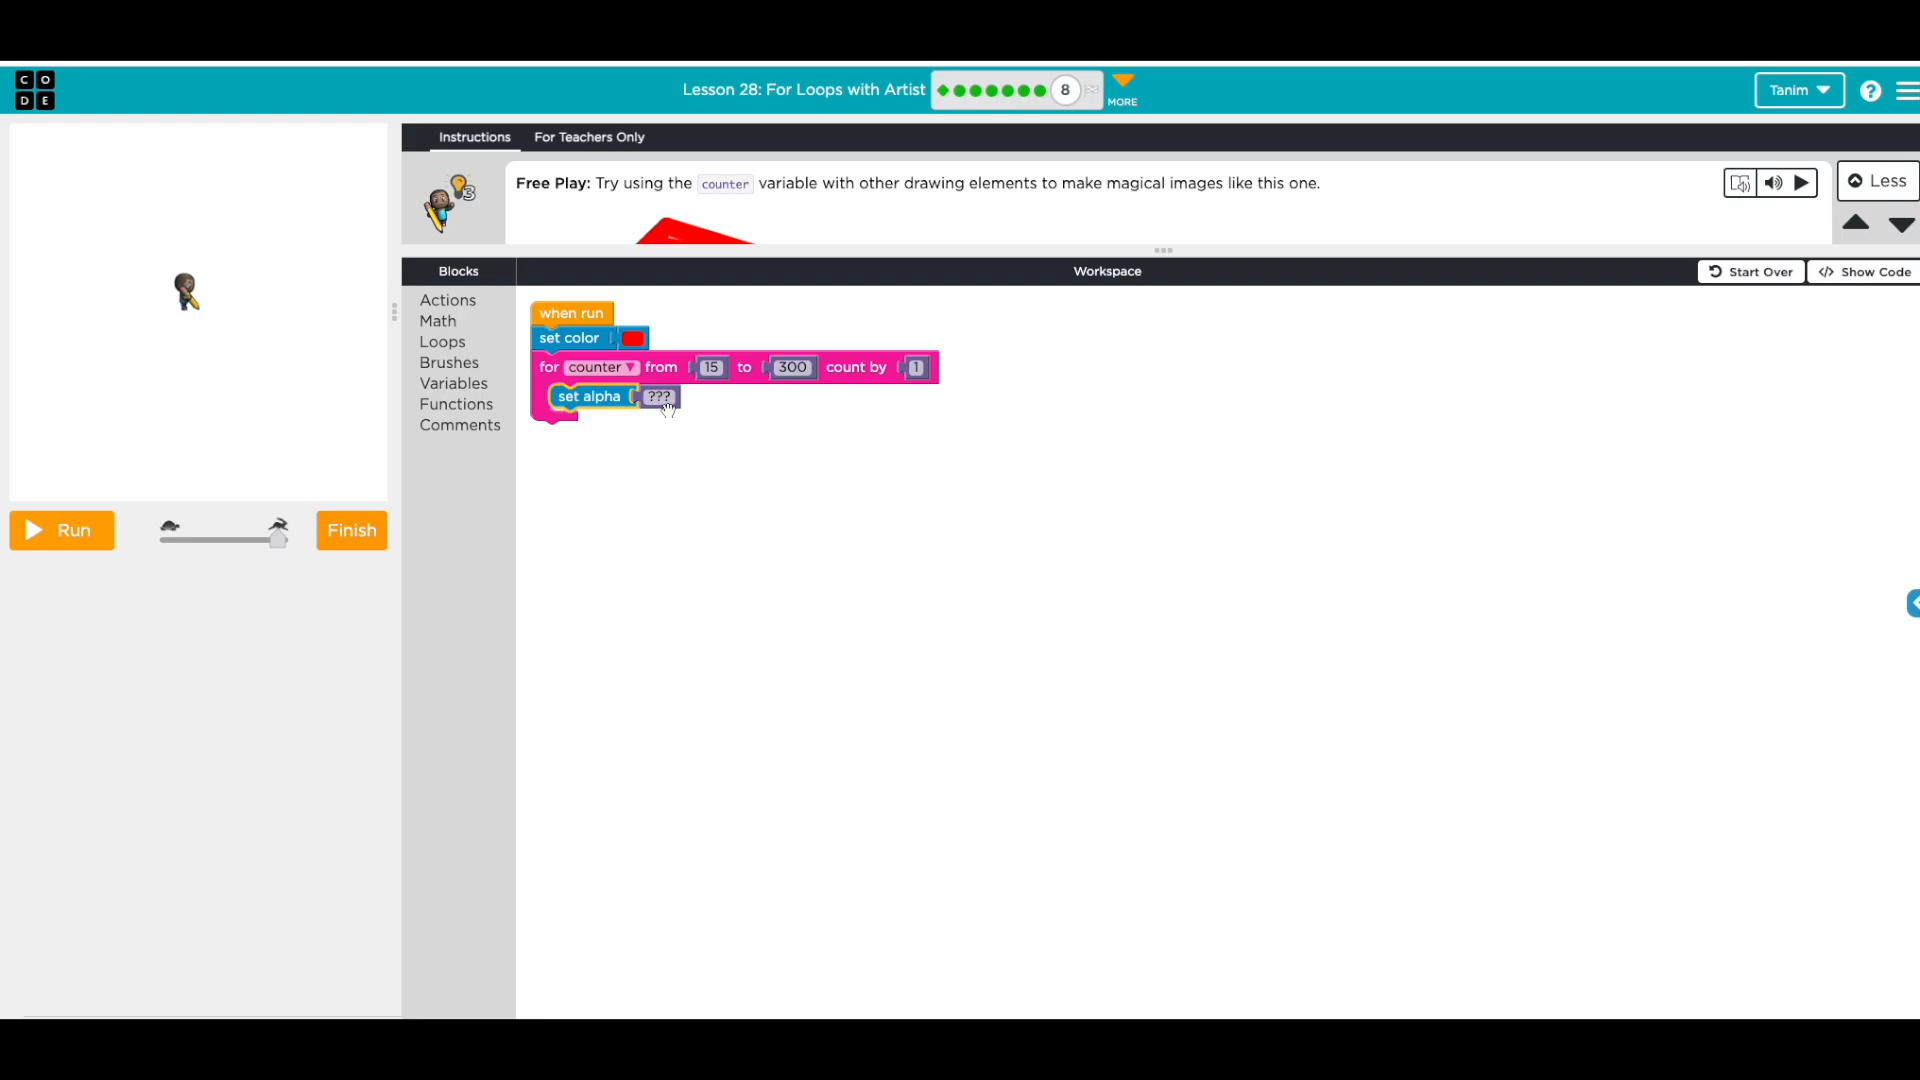 C O
D E
Lesson 28: For Loops with Artist
8
MORE
Tanim
?
Instructions
For Teachers Only
3
Free Play: Try using the counter variable with other drawing elements to make magical images like this one.
Less
Blocks
Workspace
Start Over
</> Show Code
Actions
Math
Loops
Brushes
Variables
Functions
Comments
when run
set color
for counter from 15 to 300 count by 1
set alpha ???
Run
Finish